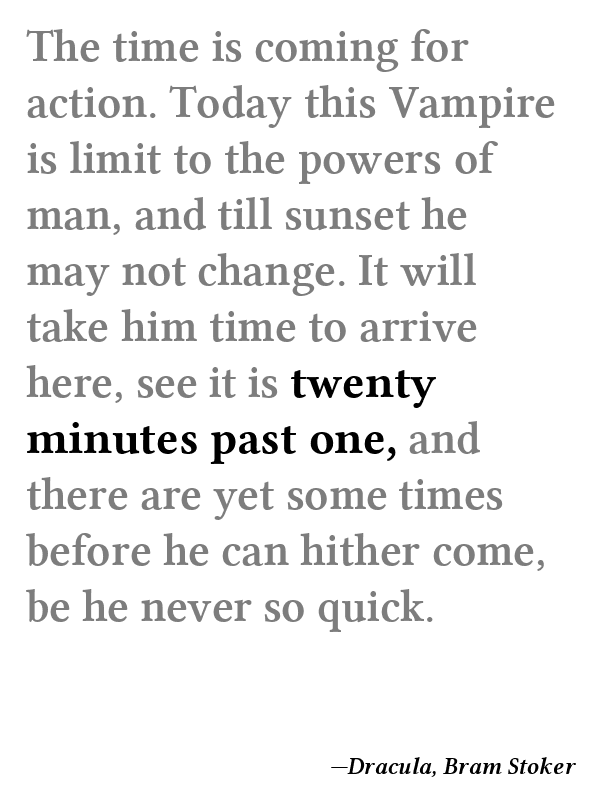 The time is coming for
action. Today this Vampire
is limit to the powers of
man, and till sunset he
may not change. It will
take him time to arrive
here, see it is twenty
minutes past one, and
there are yet some times
before he can hither come,
be he never so quick.
—Dracula, Bram Stoker